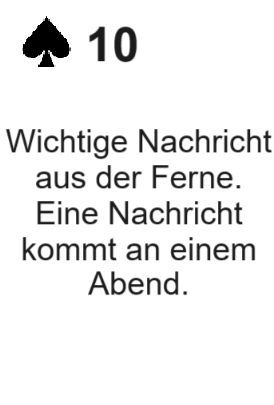 10
Wichtige Nachricht
aus der Ferne.
Eine Nachricht
kommt an einem
Abend.